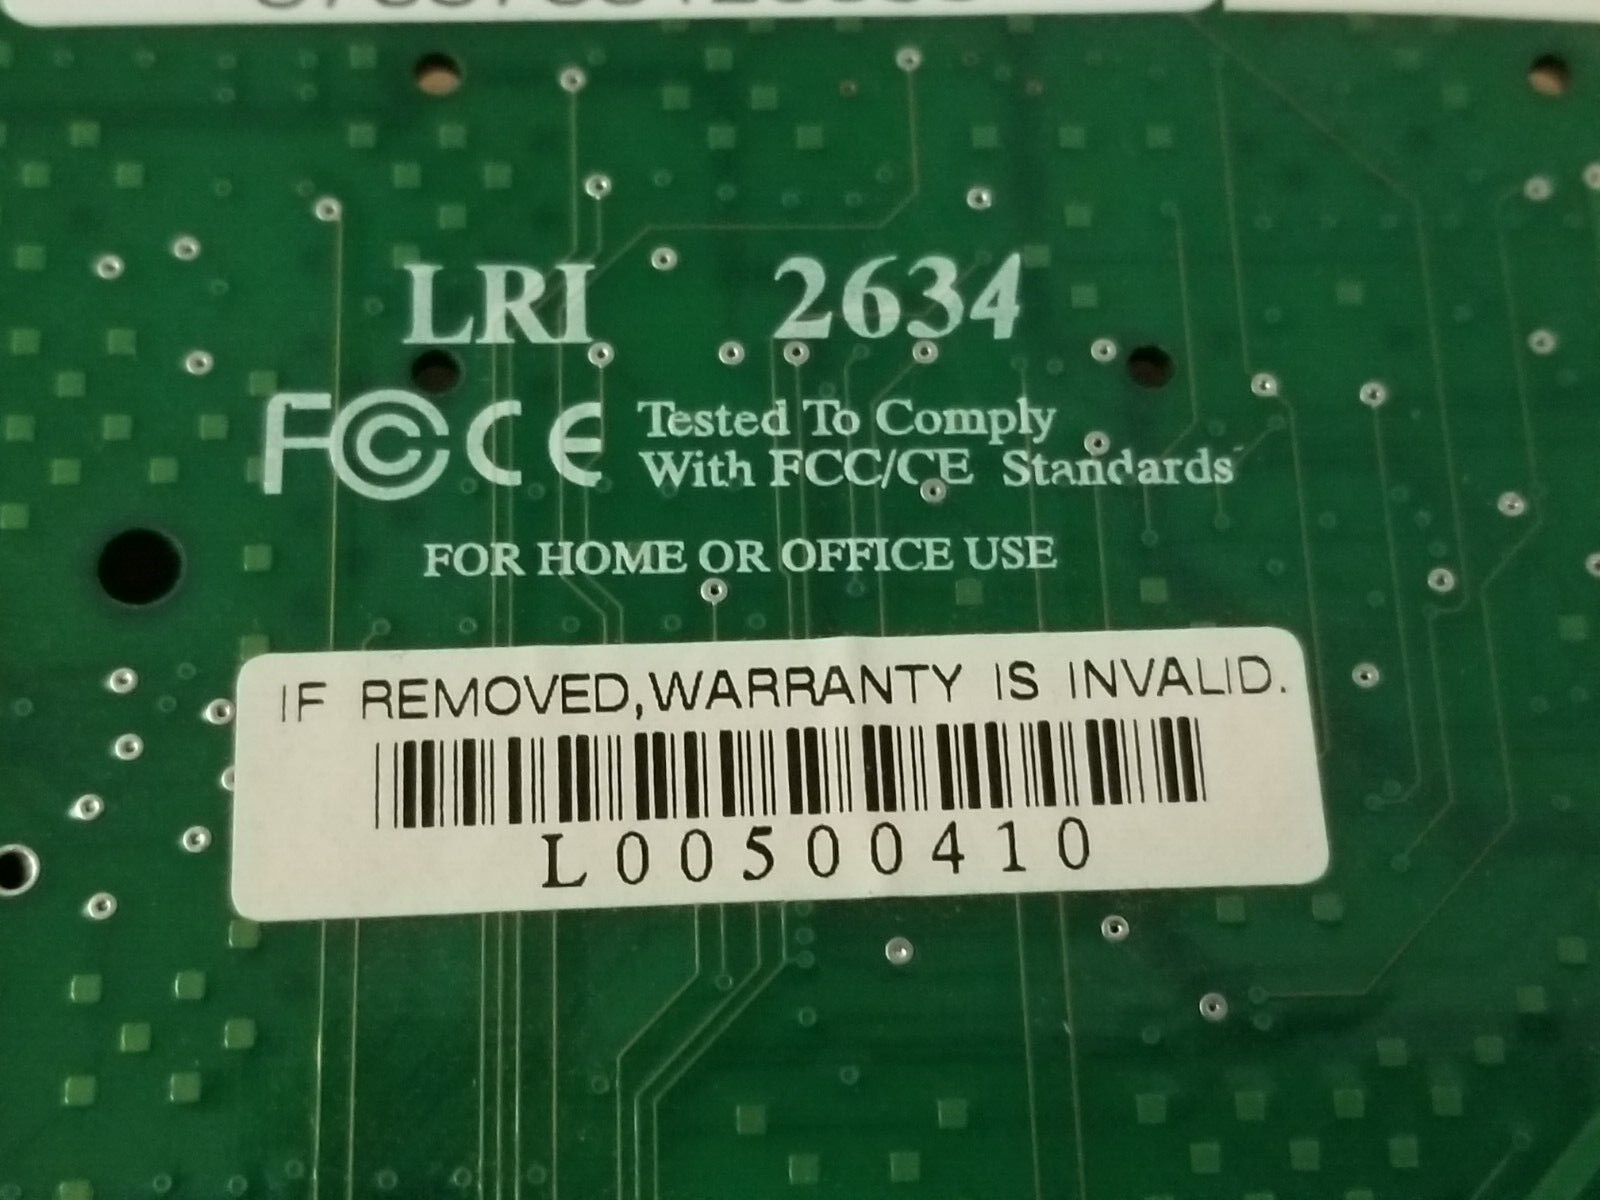 LRI 2634
FC CE Tested To Comply
With FCC/CE Standards
FOR HOME OR OFFICE USE
IF REMOVED,WARRANTY IS INVALID.
L00500410